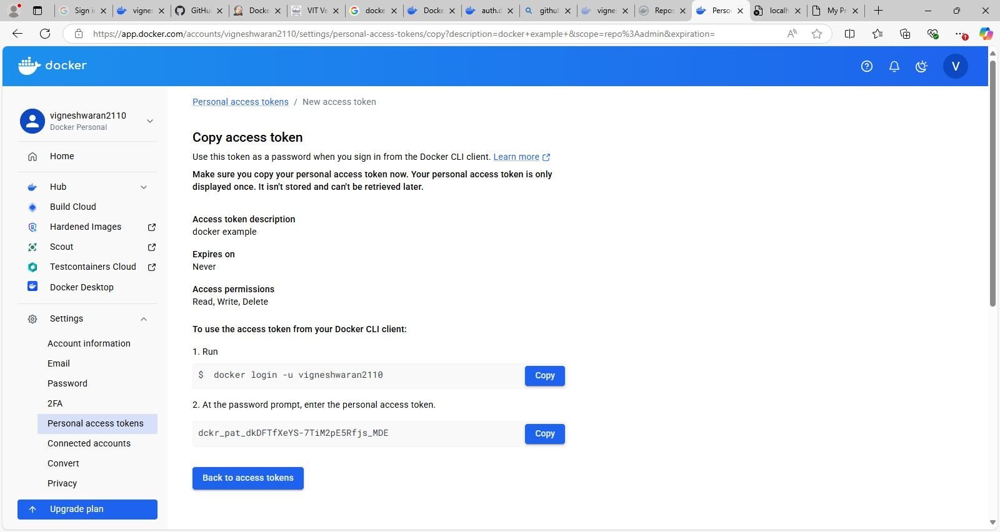 Sign i
vignes
GitHu
Docke
VIT Ve
docke
Docke
auth.d
githul
vignes
Repos
Perso
localh
My Pr
https://app.docker.com/accounts/vigneshwaran2110/settings/personal-access-tokens/copy?description=docker+example+&scope=repo%3Aadmin&expiration=
docker
V
vigneshwaran2110
Docker Personal
Home
Hub
Build Cloud
Hardened Images
Scout
Testcontainers Cloud
Docker Desktop
Settings
Account information
Email
Password
2FA
Personal access tokens
Connected accounts
Convert
Privacy
Upgrade plan
Personal access tokens / New access token
Copy access token
Use this token as a password when you sign in from the Docker CLI client. Learn more
Make sure you copy your personal access token now. Your personal access token is only
displayed once. It isn't stored and can't be retrieved later.
Access token description
docker example
Expires on
Never
Access permissions
Read, Write, Delete
To use the access token from your Docker CLI client:
1. Run
$ docker login -u vigneshwaran2110
Copy
2. At the password prompt, enter the personal access token.
dckr_pat_dkDFTfXeYS-7TiM2pE5Rfjs_MDE
Copy
Back to access tokens